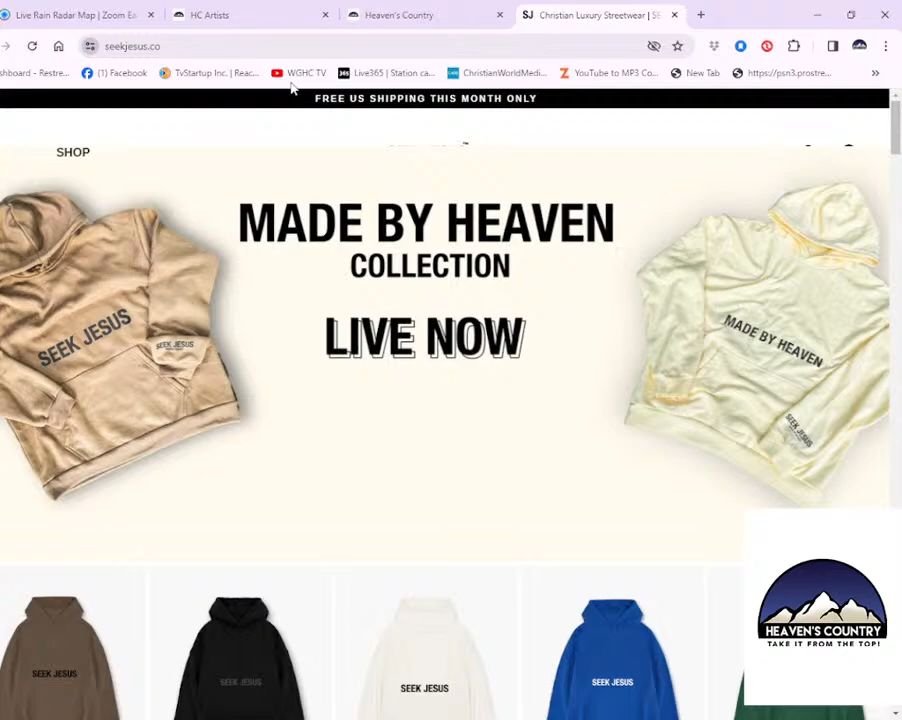 Live Rain Radar Map | Zoom Ea
HC Artists
Heaven's Country
SJ Christian Luxury Streetwear | SE
seekjesus.co
shboard - Restre...
(1) Facebook
TvStartup Inc. | Reac...
WGHC TV
Live365 | Station ca...
ChristianWorldMedi...
YouTube to MP3 Co...
New Tab
https://psn3.prostre...
FREE US SHIPPING THIS MONTH ONLY
SHOP
MADE BY HEAVEN
COLLECTION
LIVE NOW
SEEK JESUS
SEEK JESUS
MADE BY HEAVEN
SEEK JESUS
SEEK JESUS
SEEK JESUS
SEEK JESUS
SEEK JESUS
HEAVEN'S COUNTRY
TAKE IT FROM THE TOP!